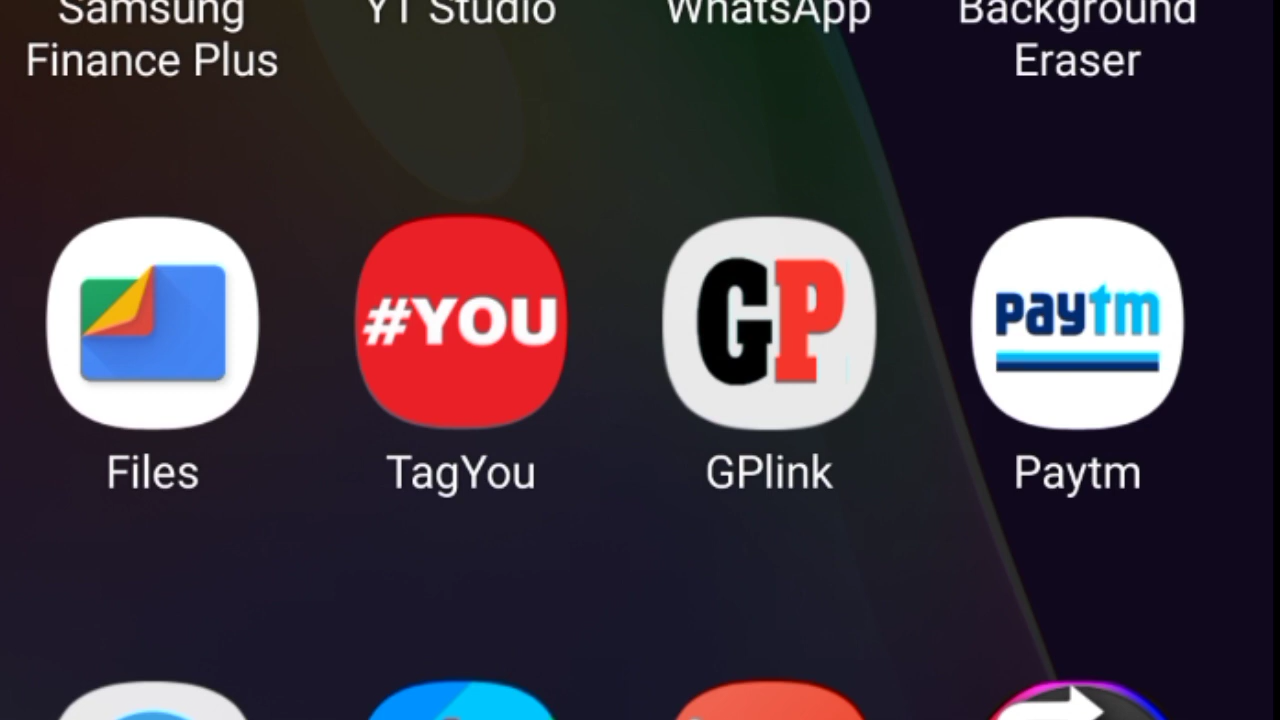 Samsung
Finance Plus
YT Studio
WhatsApp
Background
Eraser
#YOU
GP
paytm
Files
TagYou
GPlink
Paytm